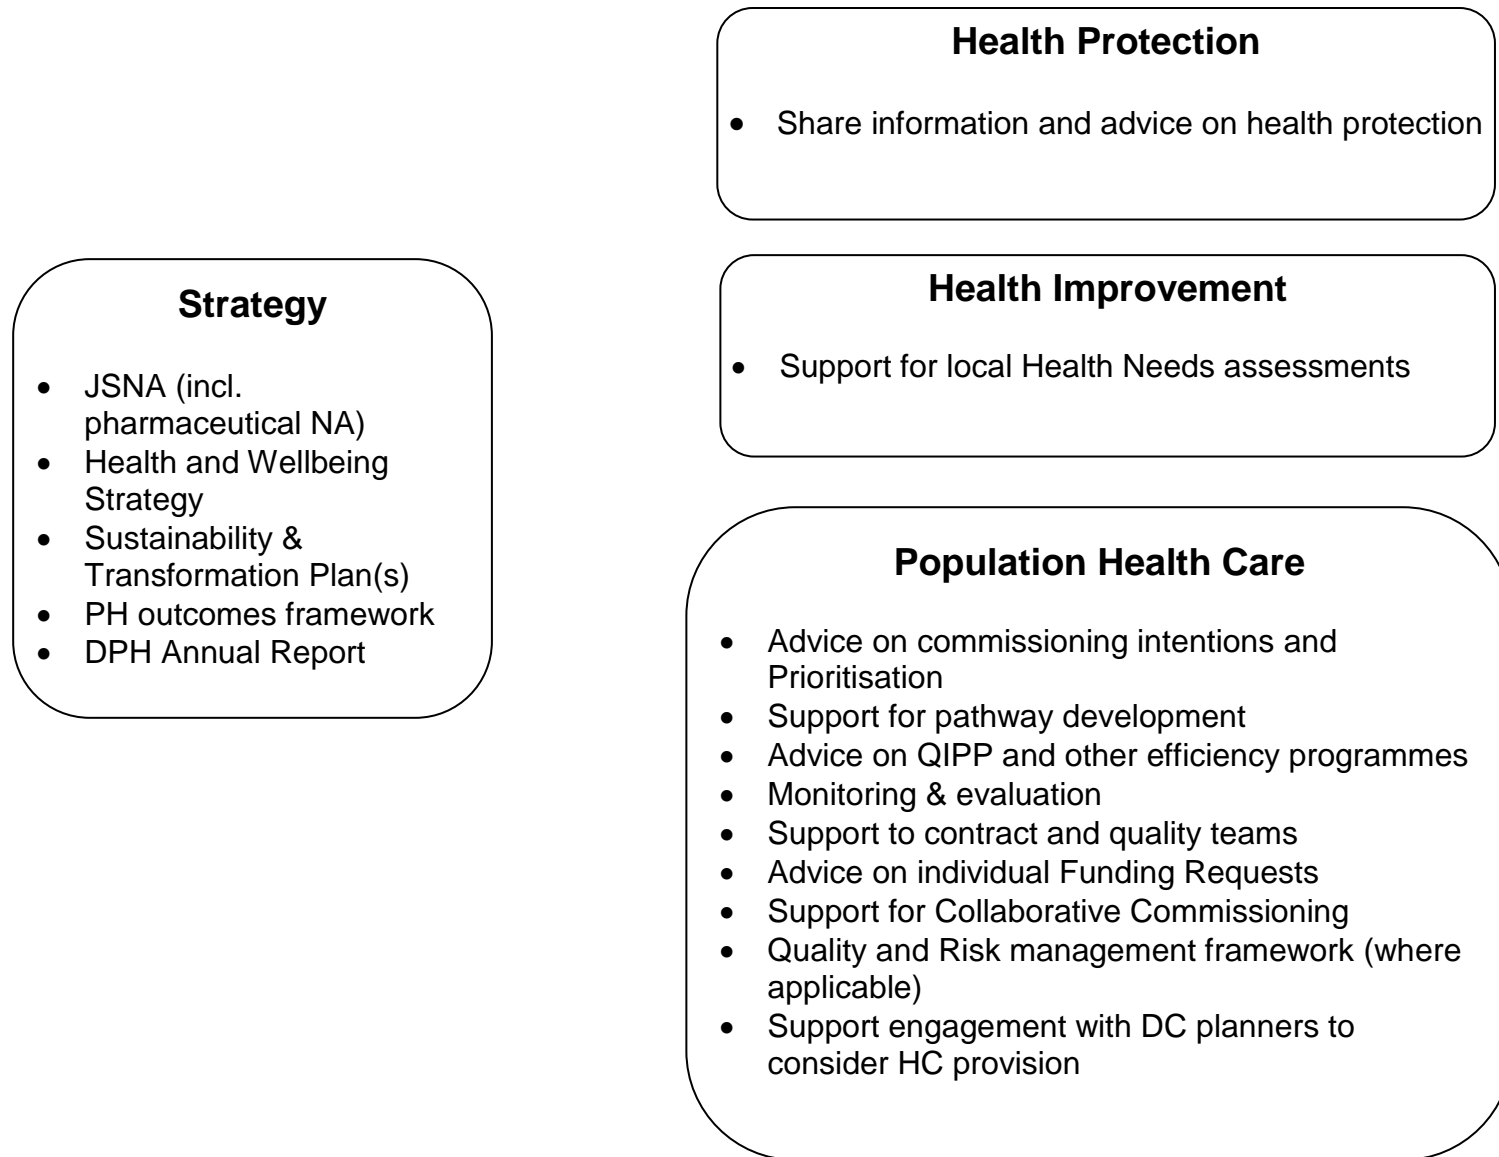 Health Protection
• Share information and advice on health protection
Strategy
• JSNA (incl.
pharmaceutical NA)
• Health and Wellbeing
Strategy
• Sustainability &
Transformation Plan(s)
• PH outcomes framework
• DPH Annual Report
Health Improvement
• Support for local Health Needs assessments
Population Health Care
• Advice on commissioning intentions and
Prioritisation
• Support for pathway development
• Advice on QIPP and other efficiency programmes
• Monitoring & evaluation
• Support to contract and quality teams
• Advice on individual Funding Requests
• Support for Collaborative Commissioning
• Quality and Risk management framework (where
applicable)
• Support engagement with DC planners to
consider HC provision